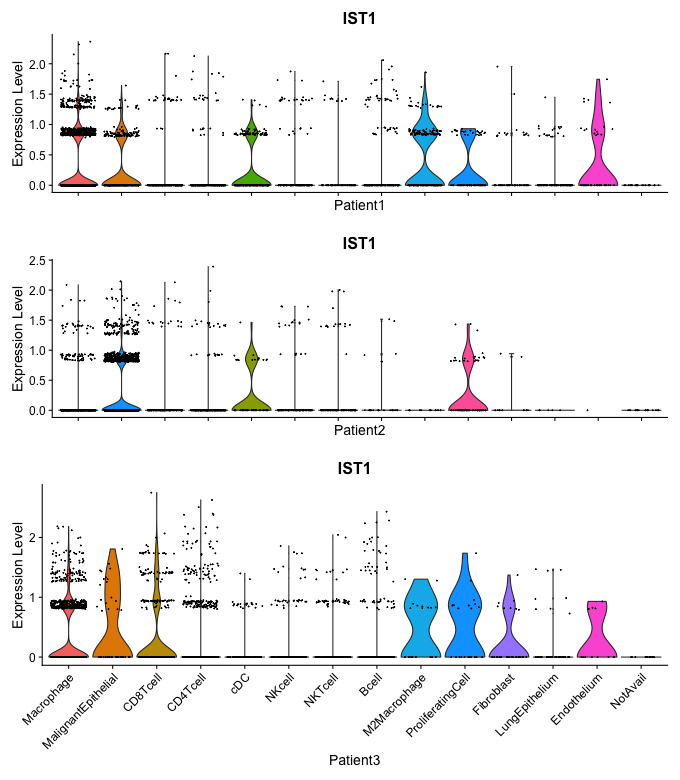 IST1
Expression Level
2.0
1.5
1.0
0.5
0.0
Patient1
IST1
Expression Level
2.5
2.0
1.5
1.0
0.5
0.0
Patient2
IST1
Expression Level
2
1
0
Macrophage
MalignantEpithelial
CD8Tcell
CD4Tcell
cDC
NKcell
NKTcell
Bcell
M2Macrophage
ProliferatingCell
Fibroblast
LungEpithelium
Endothelium
NotAvail
Patient3